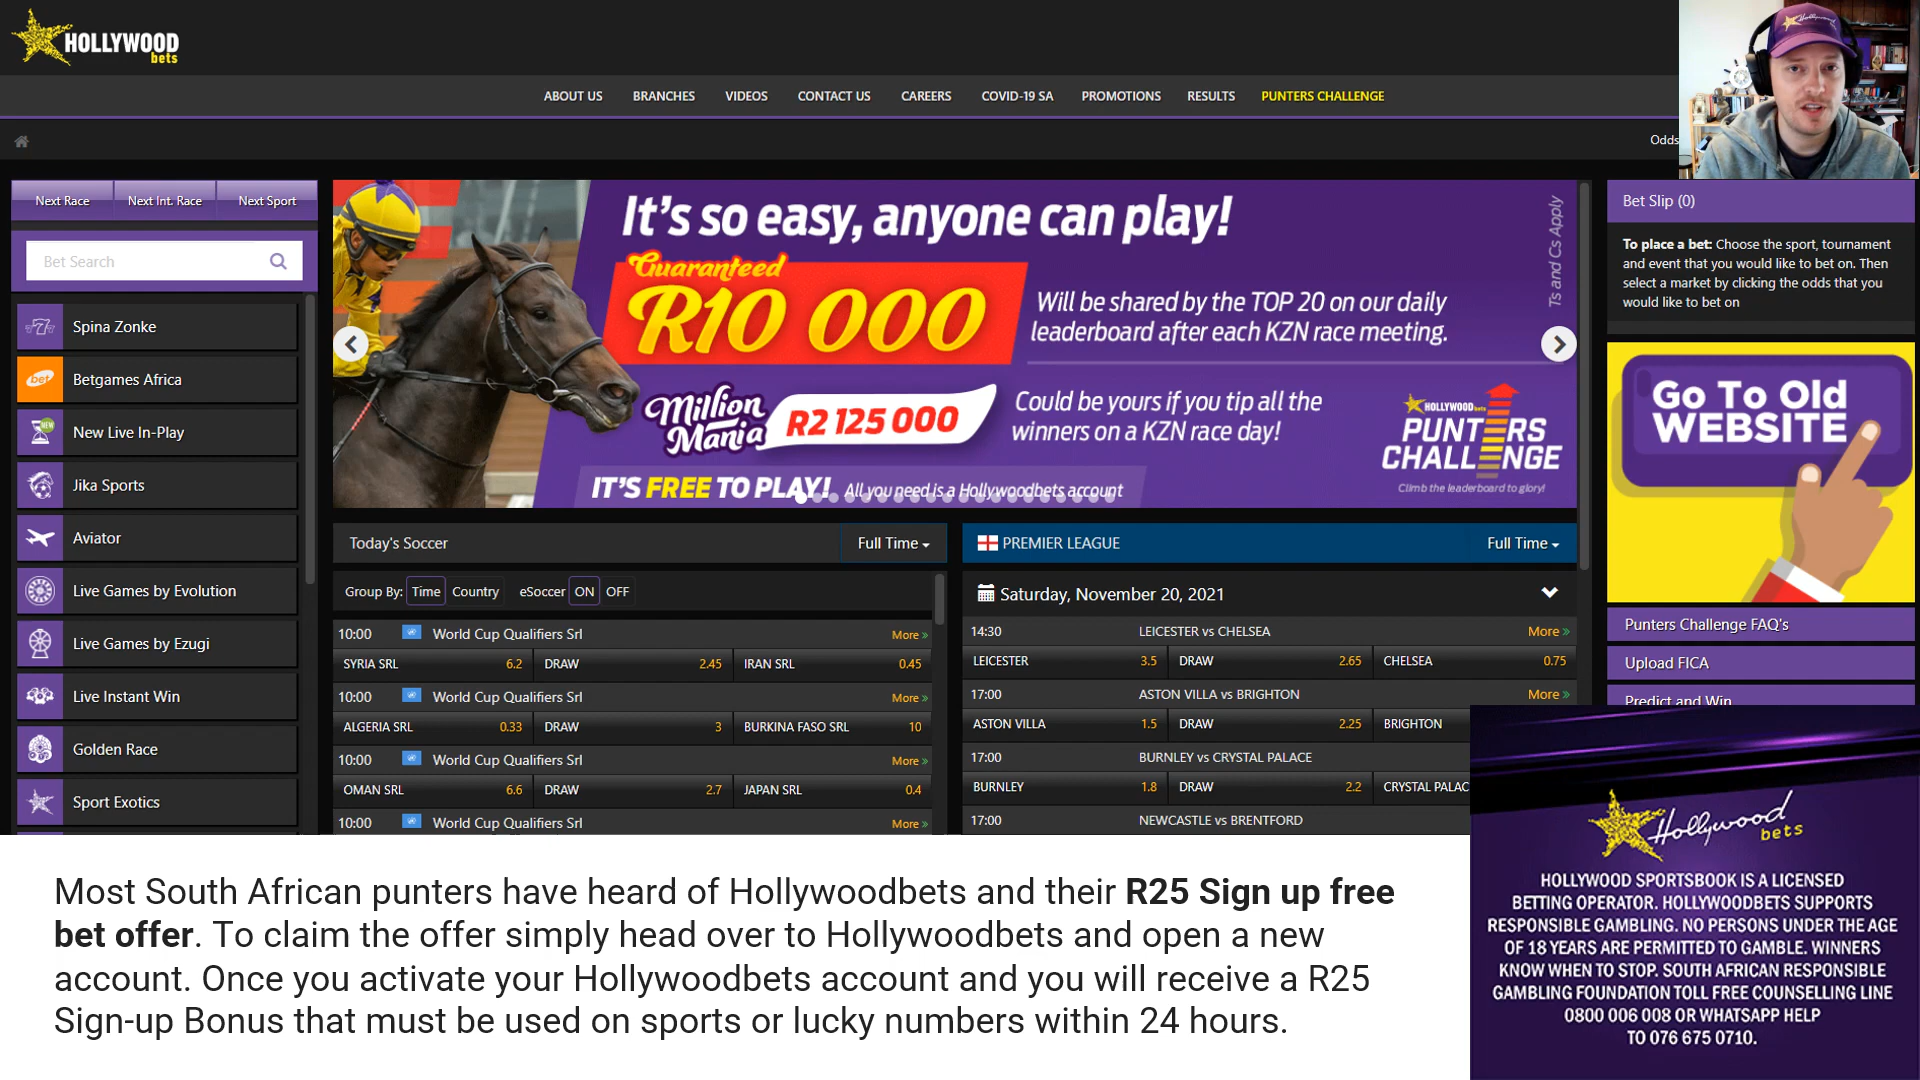 HOLLYWOOD
bets
ABOUT US BRANCHES VIDEOS CONTACT US CAREERS COVID-19 SA PROMOTIONS RESULTS PUNTERS CHALLENGE
Odds
Next Race Next Int. Race Next Sport
Bet Search
Spina Zonke
Betgames Africa
New Live In-Play
Jika Sports
Aviator
Live Games by Evolution
Live Games by Ezugi
Live Instant Win
Golden Race
Sport Exotics
It's so easy, anyone can play!
Guaranteed
R10 000
Will be shared by the TOP 20 on our daily
leaderboard after each KZN race meeting.
Million
Mania
R2 125 000
Could be yours if you tip all the
winners on a KZN race day!
IT'S FREE TO PLAY! All you need is a Hollywoodbets account
Ts and Cs Apply
HOLLYWOODbets
PUNTERS
CHALLENGE
Climb the leaderboard to glory!
Today's Soccer Full Time
Group By: Time Country eSoccer ON OFF
10:00 World Cup Qualifiers Srl More »
SYRIA SRL 6.2 DRAW 2.45 IRAN SRL 0.45
10:00 World Cup Qualifiers Srl More »
ALGERIA SRL 0.33 DRAW 3 BURKINA FASO SRL 10
10:00 World Cup Qualifiers Srl More »
OMAN SRL 6.6 DRAW 2.7 JAPAN SRL 0.4
10:00 World Cup Qualifiers Srl More »
PREMIER LEAGUE Full Time
Saturday, November 20, 2021
14:30 LEICESTER vs CHELSEA More »
LEICESTER 3.5 DRAW 2.65 CHELSEA 0.75
17:00 ASTON VILLA vs BRIGHTON More »
ASTON VILLA 1.5 DRAW 2.25 BRIGHTON
17:00 BURNLEY vs CRYSTAL PALACE
BURNLEY 1.8 DRAW 2.2 CRYSTAL PALAC
17:00 NEWCASTLE vs BRENTFORD
Bet Slip (0)
To place a bet: Choose the sport, tournament
and event that you would like to bet on. Then
select a market by clicking the odds that you
would like to bet on
Go To Old
WEBSITE
Punters Challenge FAQ's
Upload FICA
Predict and Win
Most South African punters have heard of Hollywoodbets and their R25 Sign up free
bet offer. To claim the offer simply head over to Hollywoodbets and open a new
account. Once you activate your Hollywoodbets account and you will receive a R25
Sign-up Bonus that must be used on sports or lucky numbers within 24 hours.
Hollywood
bets
HOLLYWOOD SPORTSBOOK IS A LICENSED
BETTING OPERATOR. HOLLYWOODBETS SUPPORTS
RESPONSIBLE GAMBLING. NO PERSONS UNDER THE AGE
OF 18 YEARS ARE PERMITTED TO GAMBLE. WINNERS
KNOW WHEN TO STOP. SOUTH AFRICAN RESPONSIBLE
GAMBLING FOUNDATION TOLL FREE COUNSELLING LINE
0800 006 008 OR WHATSAPP HELP
TO 076 675 0710.